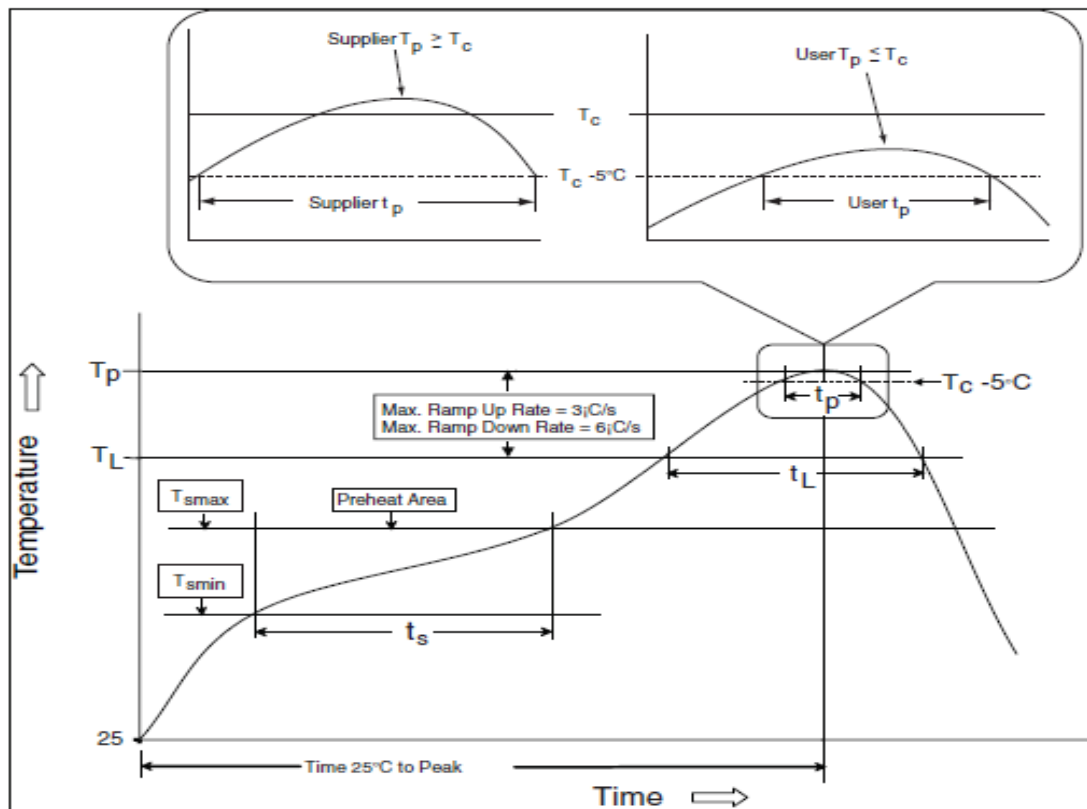 Supplier Tp ≥ Tc
User Tp ≤ Tc
Tc
Tc -5°C
Supplier tp
User tp
Tp
Tc -5°C
tp
Max. Ramp Up Rate = 3¡C/s
Max. Ramp Down Rate = 6¡C/s
TL
tL
Tsmax
Preheat Area
Tsmin
ts
Temperature
25
Time 25°C to Peak
Time